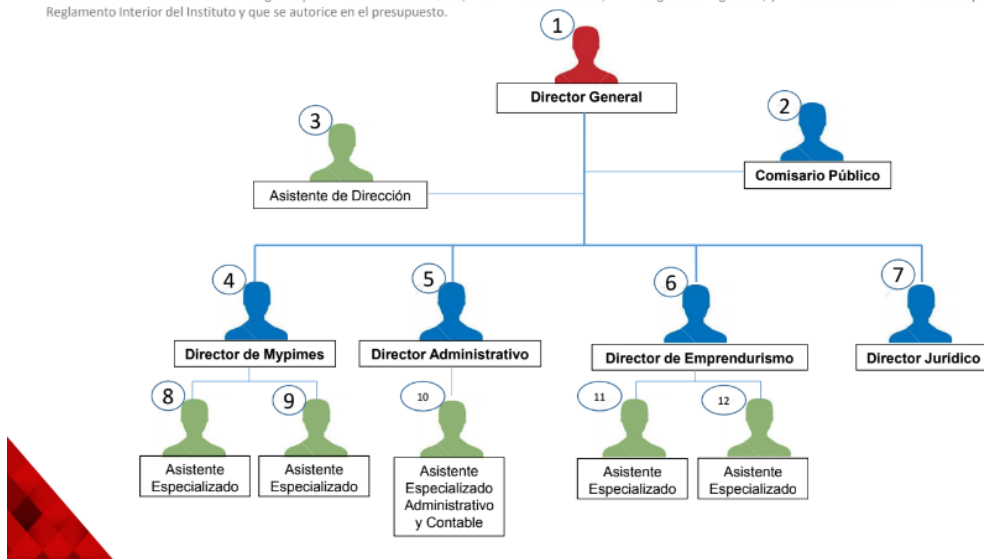 Reglamento Interior del Instituto y que se autorice en el presupuesto.
1
Director General
2
3
Comisario Público
Asistente de Dirección
4
5
6
7
Director de Mypimes
Director Administrativo
Director de Emprendurismo
Director Jurídico
8
9
10
11
12
Asistente
Especializado
Asistente
Especializado
Asistente
Especializado
Administrativo
y Contable
Asistente
Especializado
Asistente
Especializado